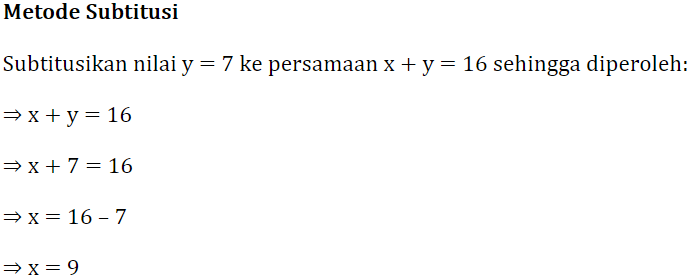 Metode Subtitusi
Subtitusikan nilai y = 7 ke persamaan x + y = 16 sehingga diperoleh:
⇒ x + y = 16
⇒ x + 7 = 16
⇒ x = 16 – 7
⇒ x = 9